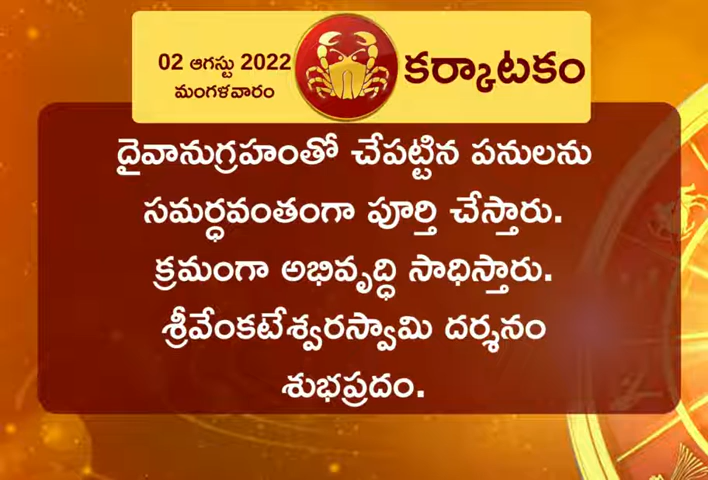 02 ఆగస్టు 2022
మంగళవారం
కర్కాటకం
దైవానుగ్రహంతో చేపట్టిన పనులను
సమర్ధవంతంగా పూర్తి చేస్తారు.
క్రమంగా అభివృద్ధి సాధిస్తారు.
శ్రీవేంకటేశ్వరస్వామి దర్శనం
శుభప్రదం.